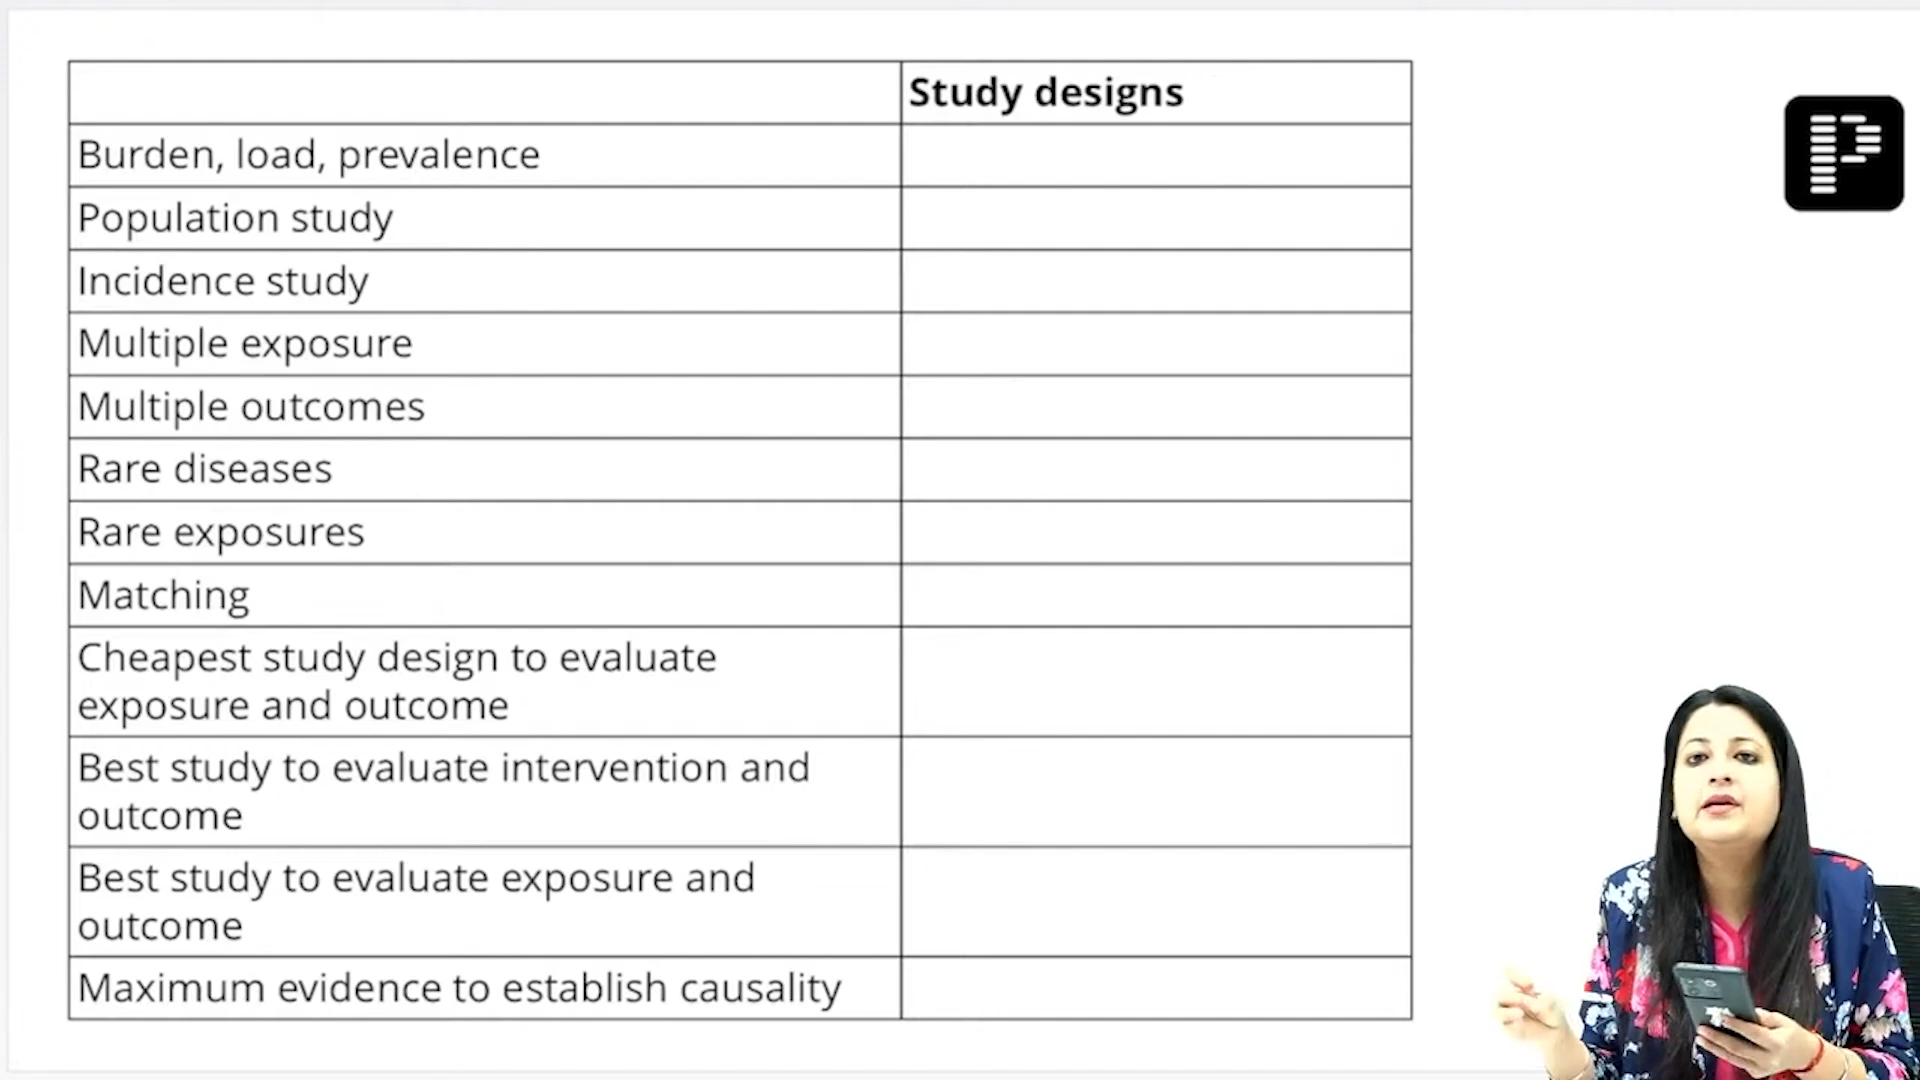 Study designs
Burden, load, prevalence
Population study
Incidence study
Multiple exposure
Multiple outcomes
Rare diseases
Rare exposures
Matching
Cheapest study design to evaluate
exposure and outcome
Best study to evaluate intervention and
outcome
Best study to evaluate exposure and
outcome
Maximum evidence to establish causality
P